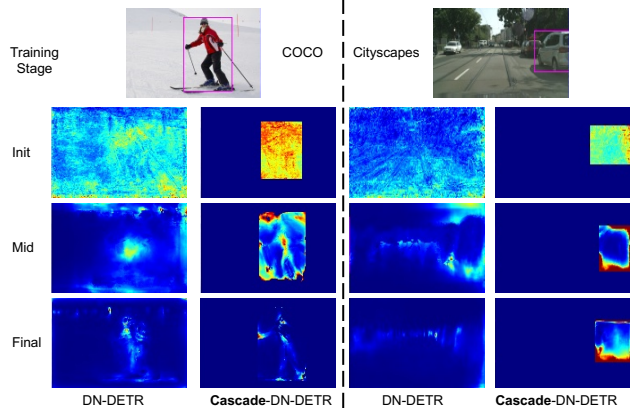 Training
Stage
COCO
Cityscapes
Init
Mid
Final
DN-DETR
Cascade-DN-DETR
DN-DETR
Cascade-DN-DETR